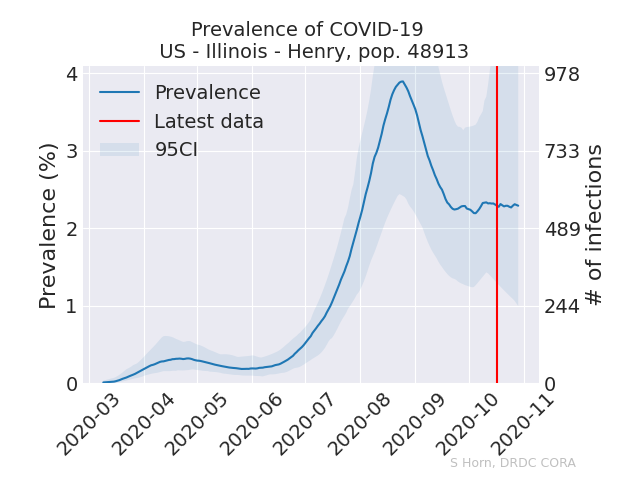 Prevalence of COVID-19
US - Illinois - Henry, pop. 48913
Prevalence
Latest data
95CI
Prevalence (%)
4
3
2
1
0
978
733
489
244
0
# of infections
2020-03
2020-04
2020-05
2020-06
2020-07
2020-08
2020-09
2020-10
2020-11
S Horn, DRDC CORA